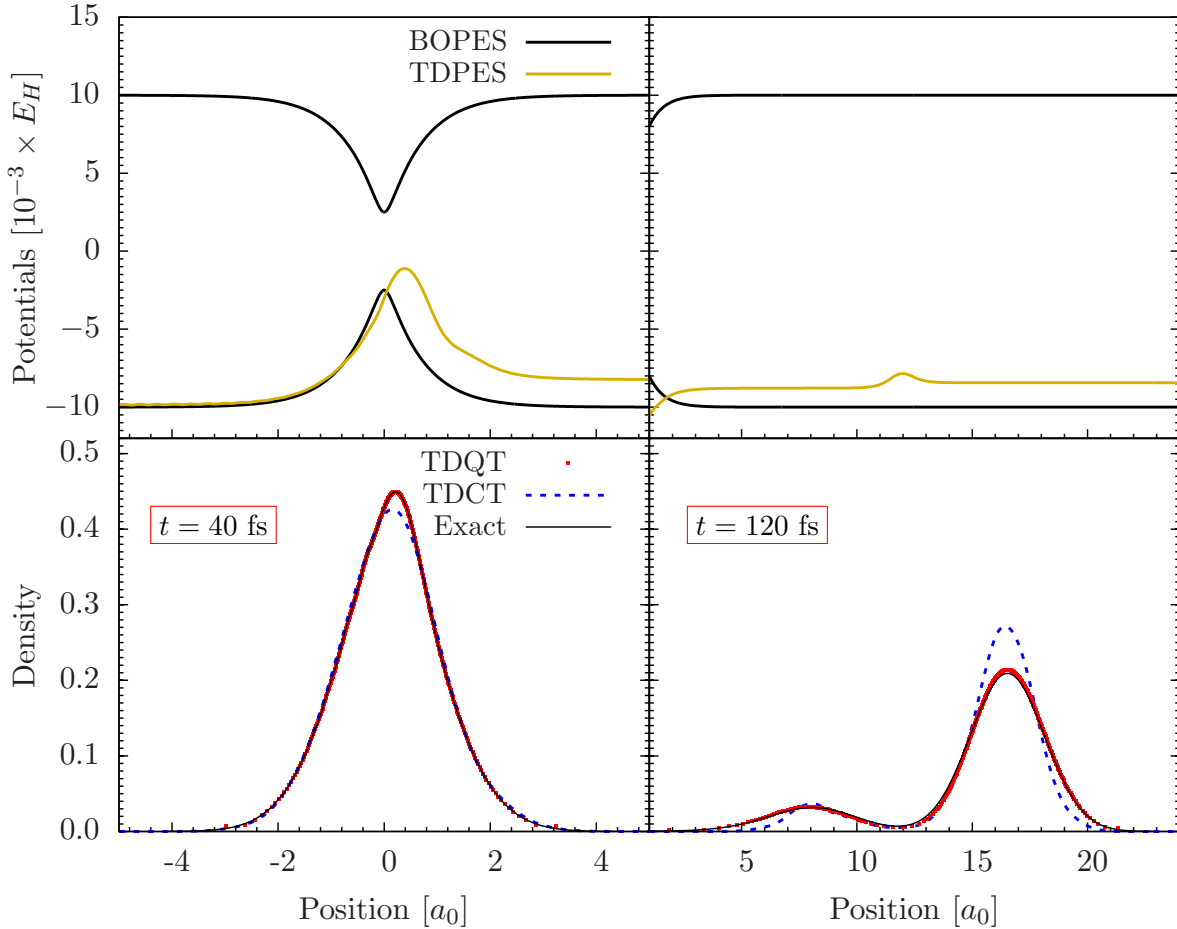 15
10
5
0
−5
−10
Potentials [10⁻³ × E_H]
BOPES
TDPES
0.5
0.4
0.3
0.2
0.1
0.0
Density
TDQT
TDCT
Exact
t = 40 fs
t = 120 fs
-4 -2 0 2 4
5 10 15 20
Position [a₀]
Position [a₀]